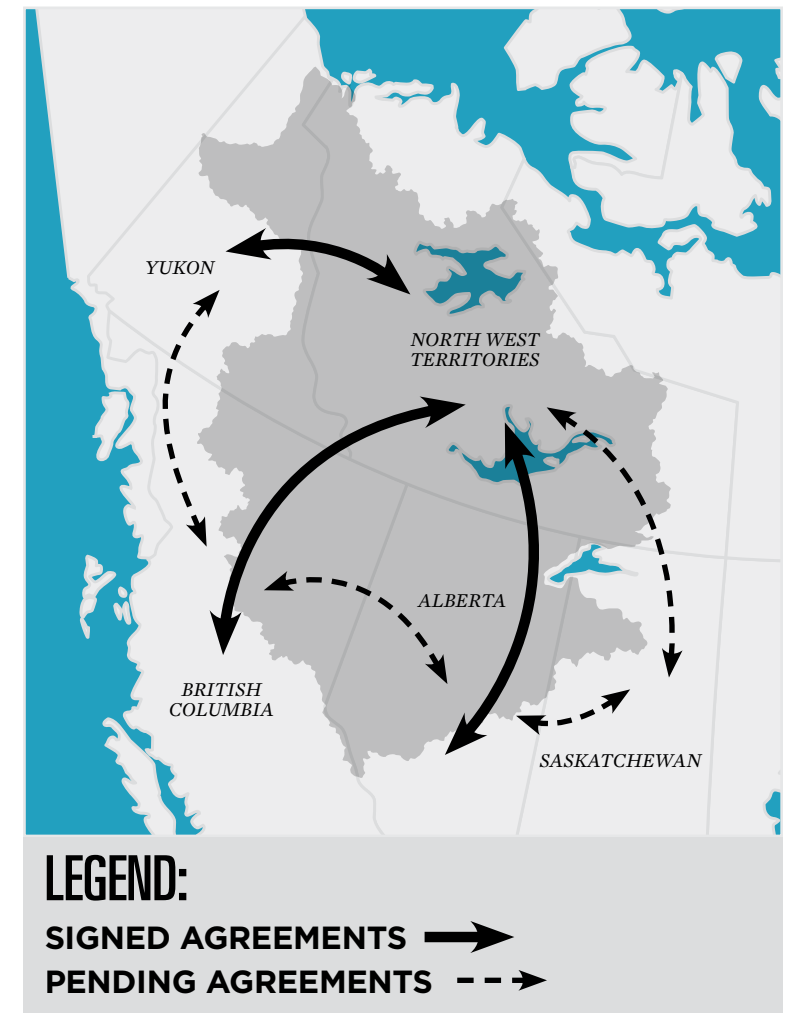 YUKON
NORTH WEST
TERRITORIES
ALBERTA
BRITISH
COLUMBIA
SASKATCHEWAN
LEGEND:
SIGNED AGREEMENTS
PENDING AGREEMENTS